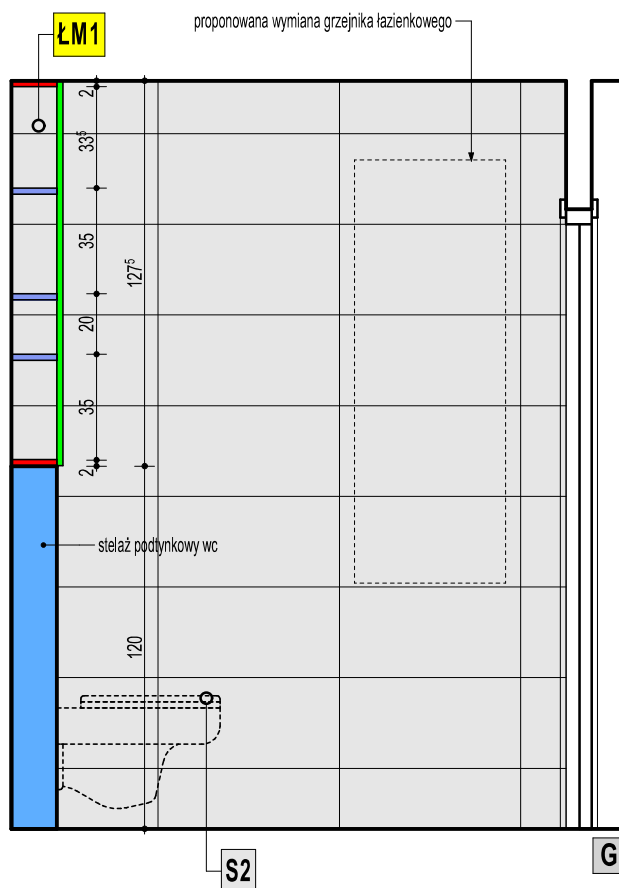 ŁM1
proponowana wymiana grzejnika łazienkowego
2
33⁵
35
127⁵
20
35
2
stelaż podtynkowy wc
120
S2
G